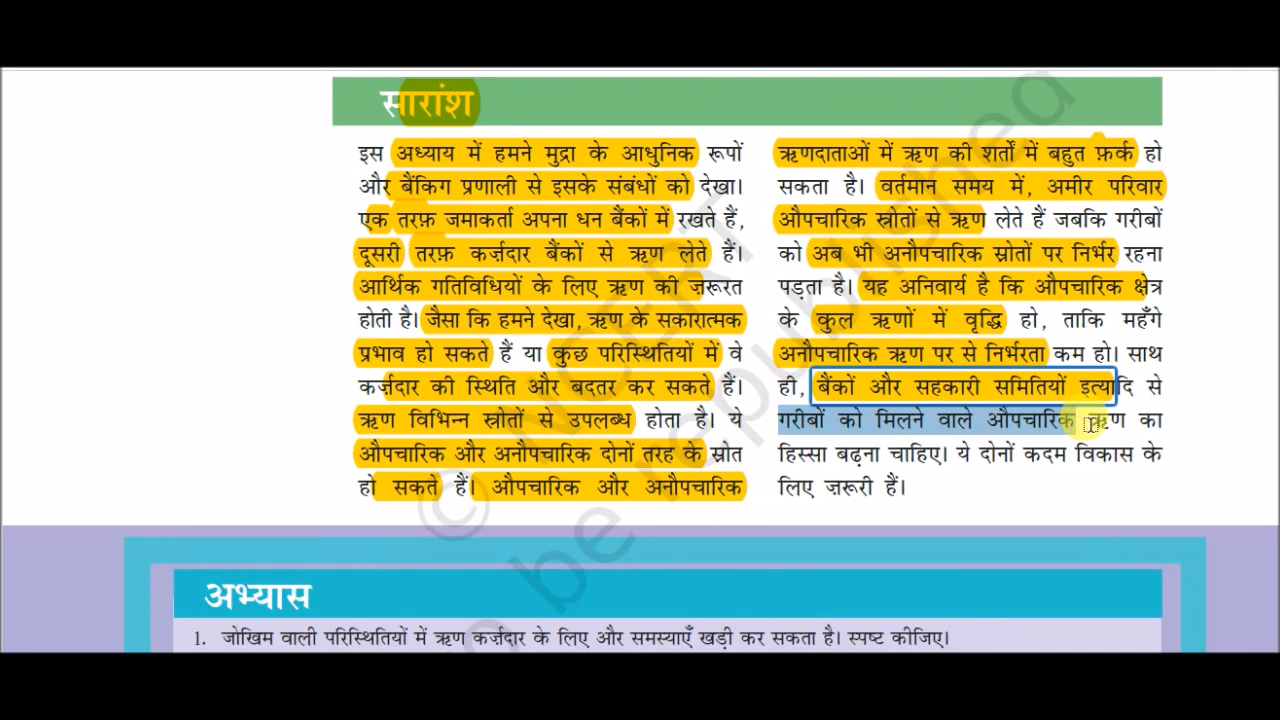 सारांश
इस अध्याय में हमने मुद्रा के आधुनिक रूपों
और बैंकिग प्रणाली से इसके संबंधों को देखा।
एक तरफ़ जमाकर्ता अपना धन बैंकों में रखते हैं,
दूसरी तरफ़ कर्ज़दार बैंकों से ऋण लेते हैं।
आर्थिक गतिविधियों के लिए ऋण की ज़रूरत
होती है। जैसा कि हमने देखा, ऋण के सकारात्मक
प्रभाव हो सकते हैं या कुछ परिस्थितियों में वे
कर्ज़दार की स्थिति और बदतर कर सकते हैं।
ऋण विभिन्न स्रोतों से उपलब्ध होता है। ये
औपचारिक और अनौपचारिक दोनों तरह के स्रोत
हो सकते हैं। औपचारिक और अनौपचारिक
ऋणदाताओं में ऋण की शर्तों में बहुत फ़र्क हो
सकता है। वर्तमान समय में, अमीर परिवार
औपचारिक स्रोतों से ऋण लेते हैं जबकि गरीबों
को अब भी अनौपचारिक स्रोतों पर निर्भर रहना
पड़ता है। यह अनिवार्य है कि औपचारिक क्षेत्र
के कुल ऋणों में वृद्धि हो, ताकि महँगे
अनौपचारिक ऋण पर से निर्भरता कम हो। साथ
ही, बैंकों और सहकारी समितियों इत्यादि से
गरीबों को मिलने वाले औपचारिक ऋण का
हिस्सा बढ़ना चाहिए। ये दोनों कदम विकास के
लिए ज़रूरी हैं।
© NCERT
be republished
अभ्यास
1. जोखिम वाली परिस्थितियों में ऋण कर्ज़दार के लिए और समस्याएँ खड़ी कर सकता है। स्पष्ट कीजिए।